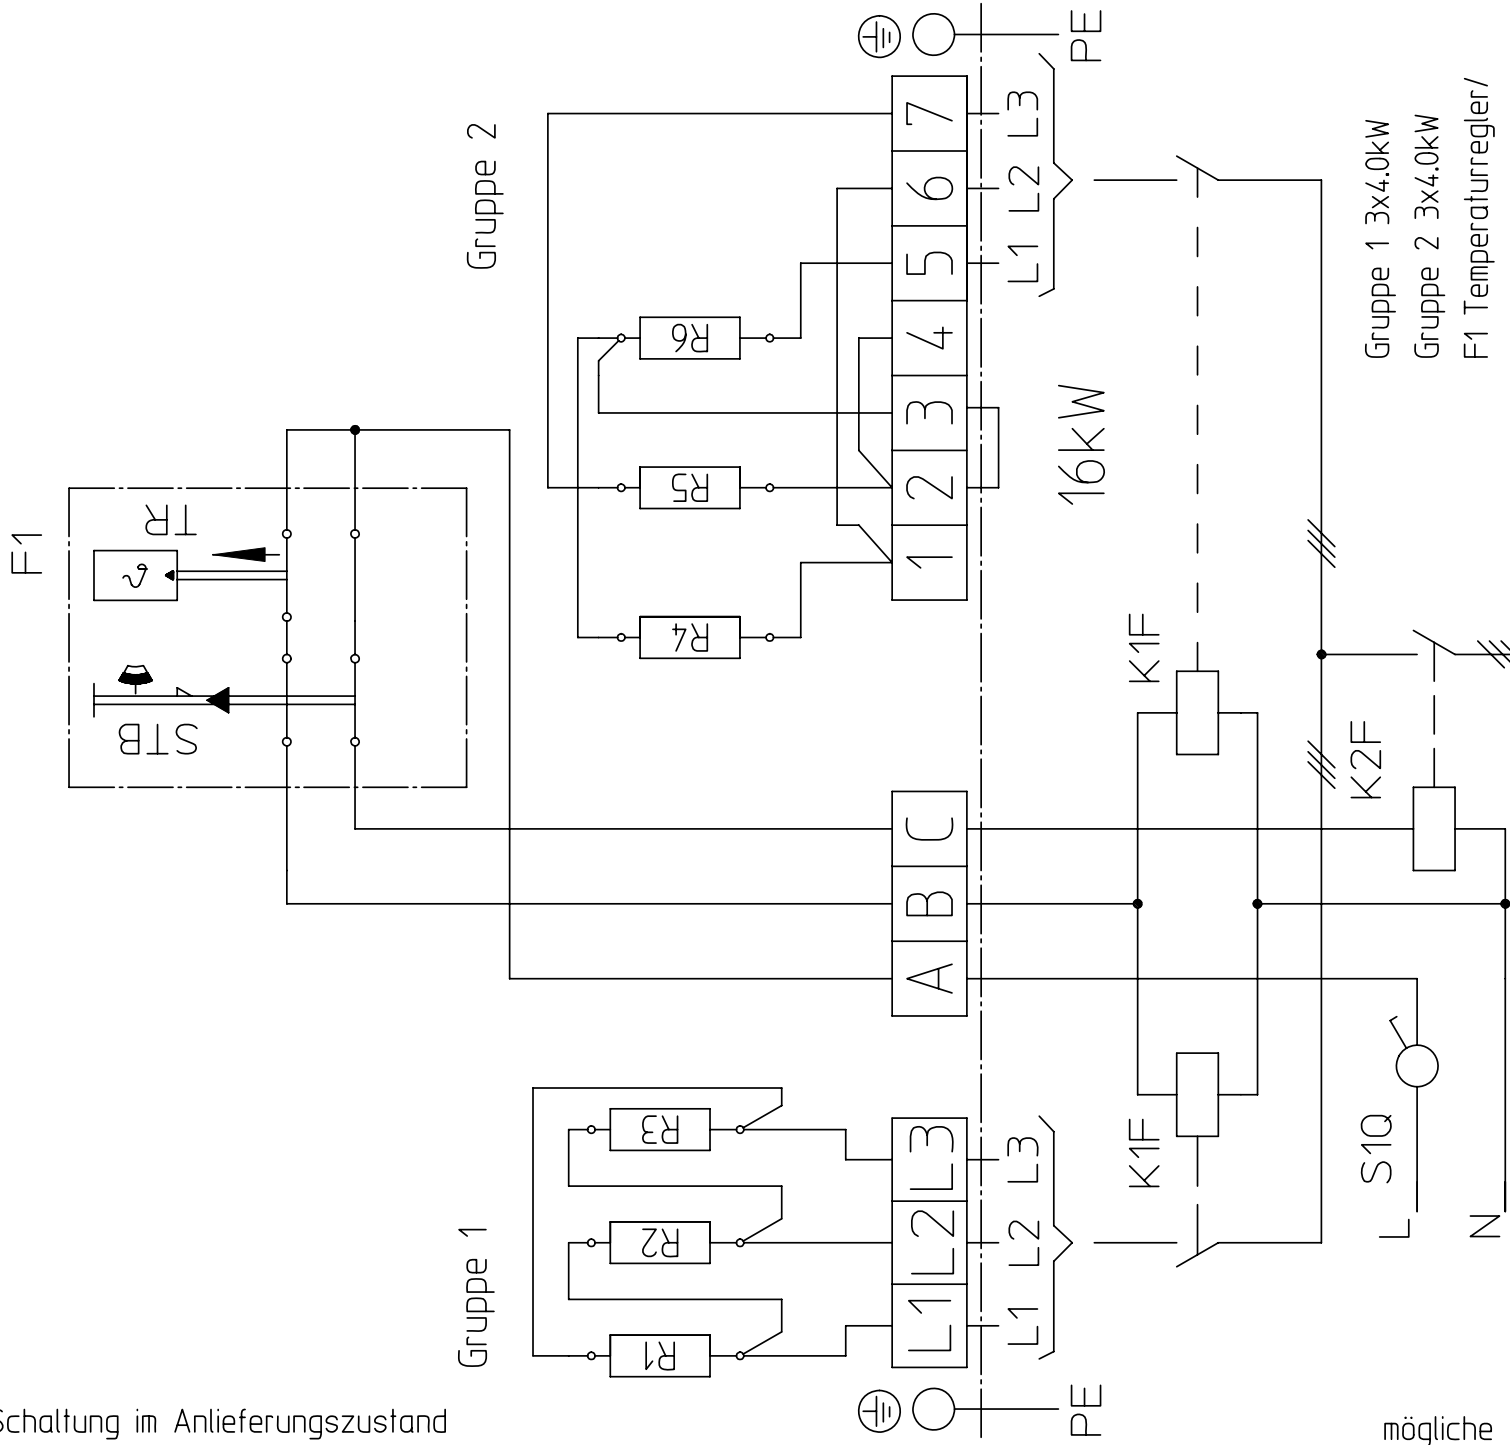 F1
TR
STB
Gruppe 2
R6
R5
R4
1 2 3 4 5 6 7
L1 L2 L3
PE
16kW
Gruppe 1 3x4.0kW
Gruppe 2 3x4.0kW
F1 Temperaturregler/
K1F
K2F
A B C
Gruppe 1
R1
R2
R3
L1 L2 L3
L1 L2 L3
PE
K1F
S1Q
L
N
Schaltung im Anlieferungszustand
mögliche